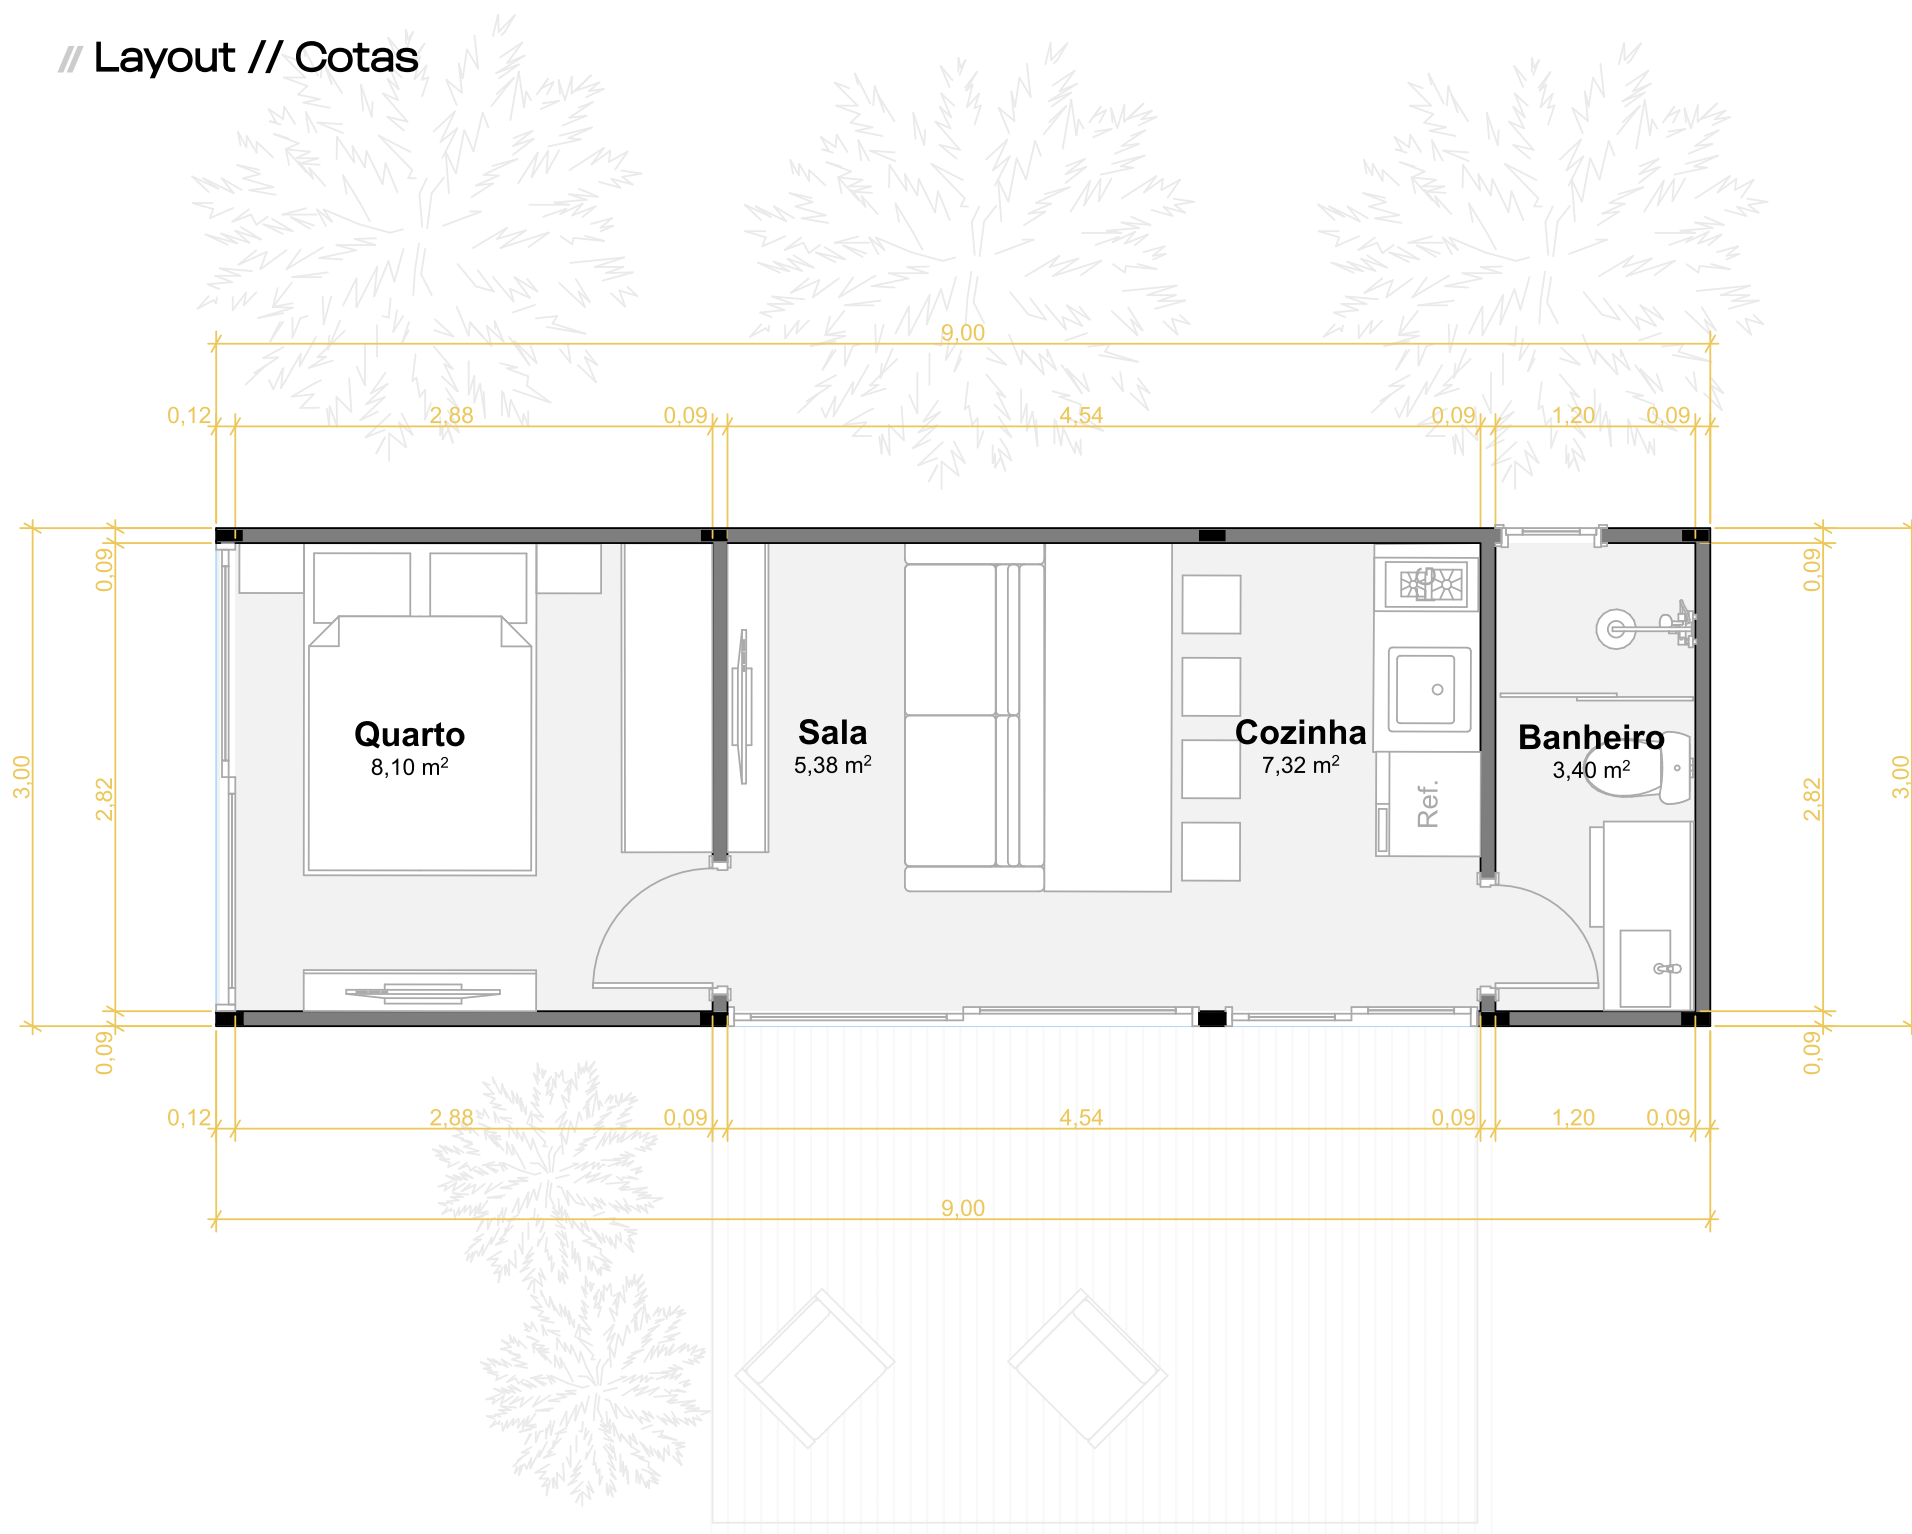 // Layout // Cotas
9,00
0,12 2,88 0,09 4,54 0,09 1,20 0,09
0,09
0,09
Quarto
8,10 m²
Sala
5,38 m²
Cozinha
7,32 m²
Banheiro
3,40 m²
Ref.
3,00
2,82
2,82
3,00
0,09
0,09
0,12 2,88 0,09 4,54 0,09 1,20 0,09
9,00